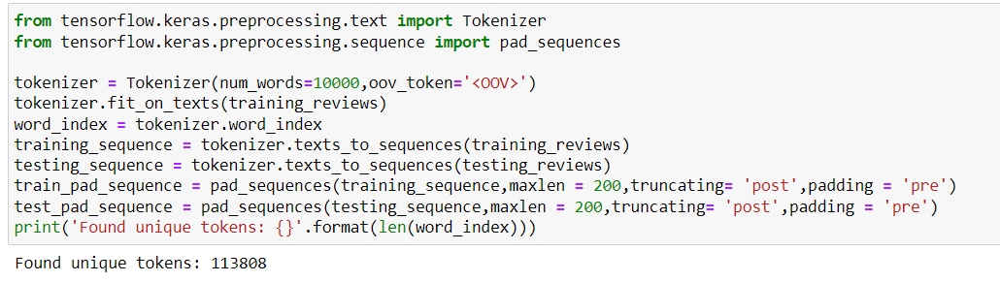 from tensorflow.keras.preprocessing.text import Tokenizer
from tensorflow.keras.preprocessing.sequence import pad_sequences

tokenizer = Tokenizer(num_words=10000,oov_token='<OOV>')
tokenizer.fit_on_texts(training_reviews)
word_index = tokenizer.word_index
training_sequence = tokenizer.texts_to_sequences(training_reviews)
testing_sequence = tokenizer.texts_to_sequences(testing_reviews)
train_pad_sequence = pad_sequences(training_sequence,maxlen = 200,truncating= 'post',padding = 'pre')
test_pad_sequence = pad_sequences(testing_sequence,maxlen = 200,truncating= 'post',padding = 'pre')
print('Found unique tokens: {}'.format(len(word_index)))
Found unique tokens: 113808